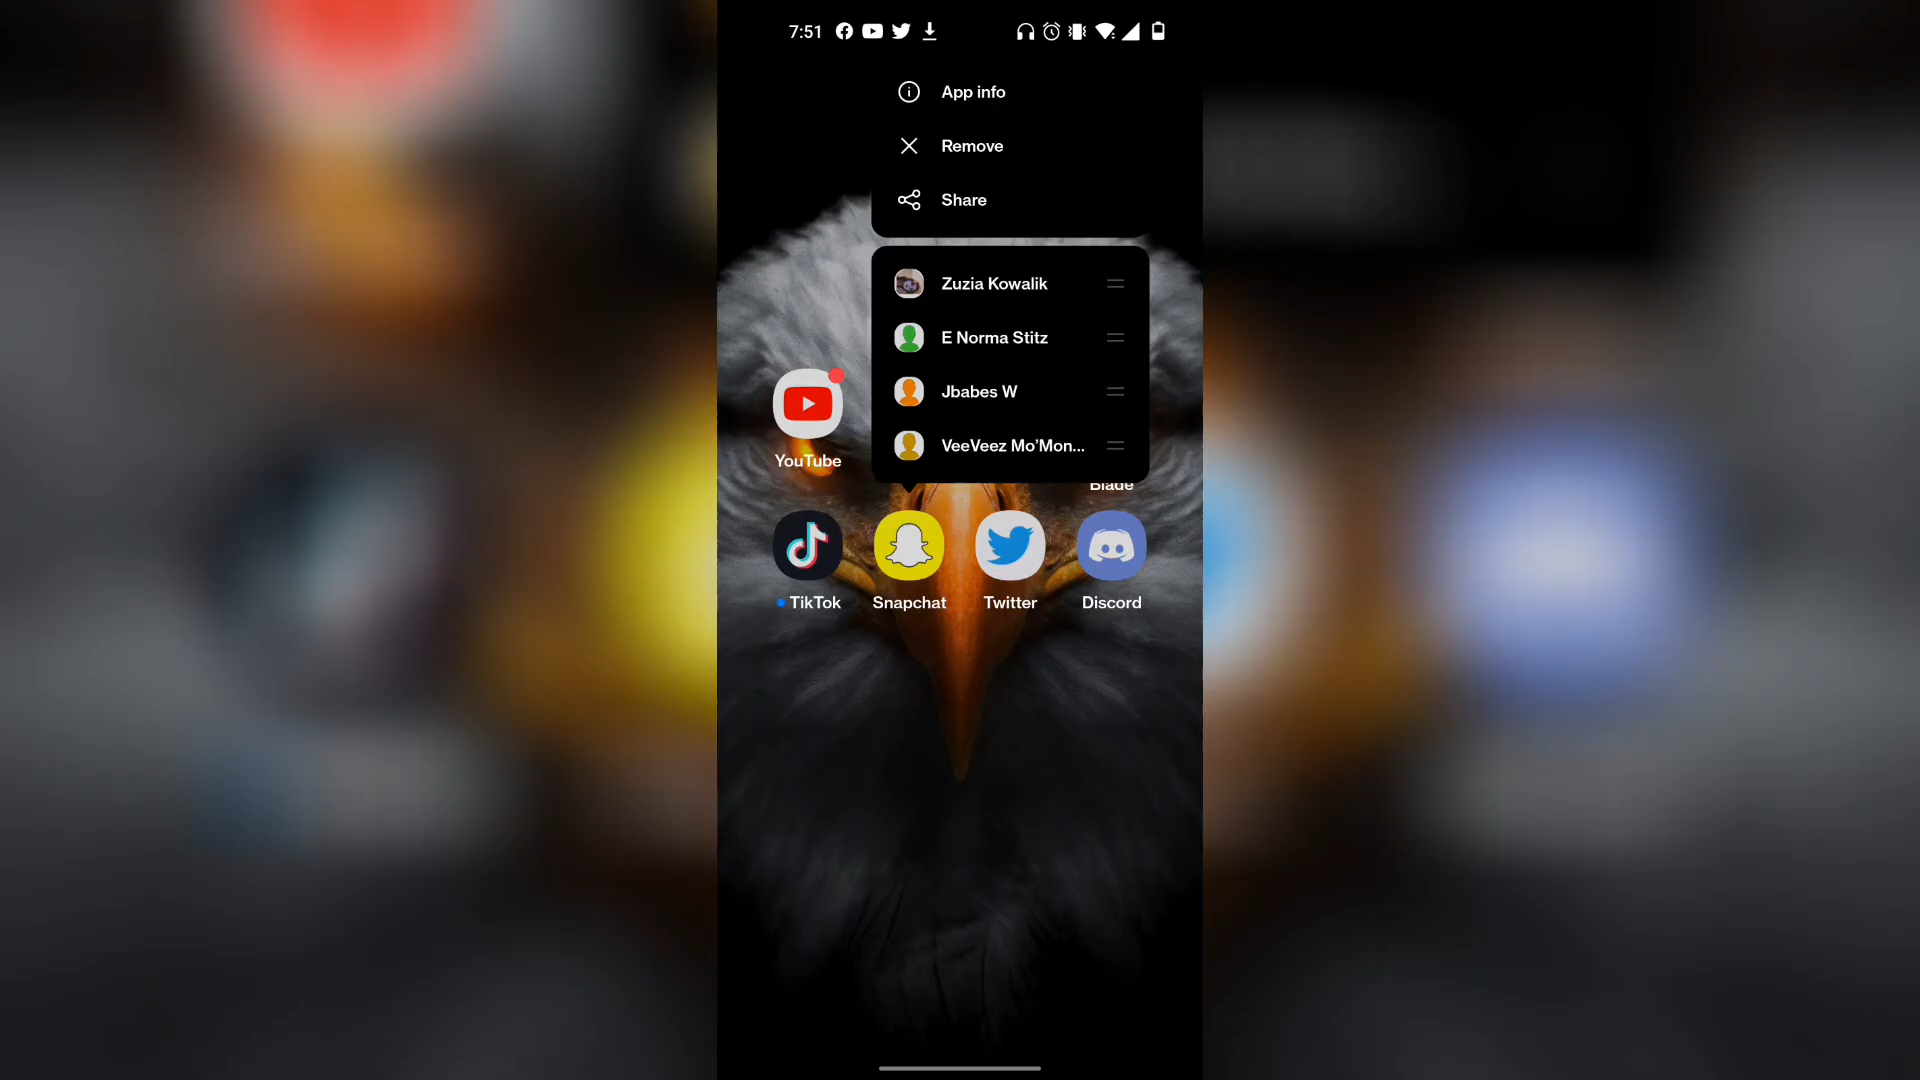 7:51
App info
Remove
Share
Zuzia Kowalik
E Norma Stitz
Jbabes W
VeeVeez Mo'Mon...
YouTube
Blade
TikTok
Snapchat
Twitter
Discord